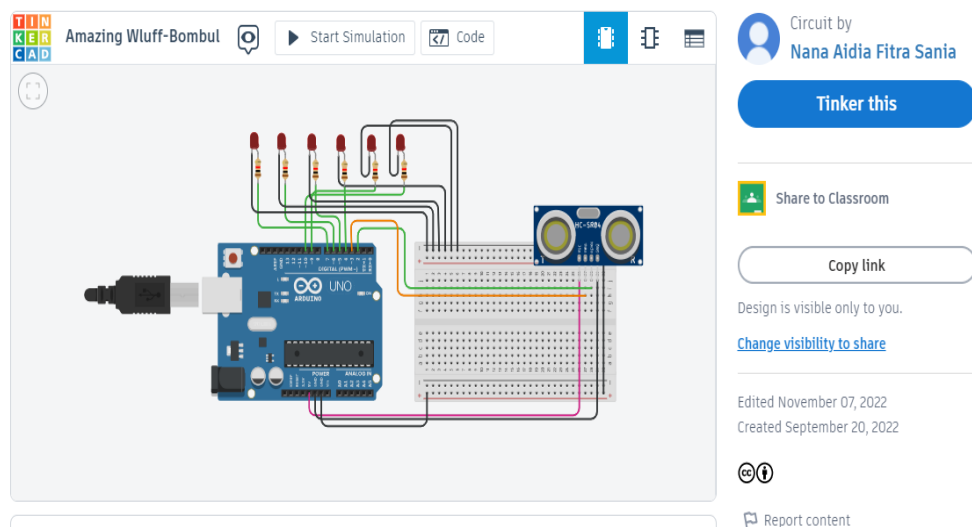 TIN
KER
CAD
Amazing Wluff-Bombul
Start Simulation
Code
Circuit by
Nana Aidia Fitra Sania
Tinker this
Share to Classroom
Copy link
Design is visible only to you.
Change visibility to share
Edited November 07, 2022
Created September 20, 2022
Report content
HC-SR04
DIGITAL (PWM~)
UNO
ARDUINO
POWER
ANALOG IN